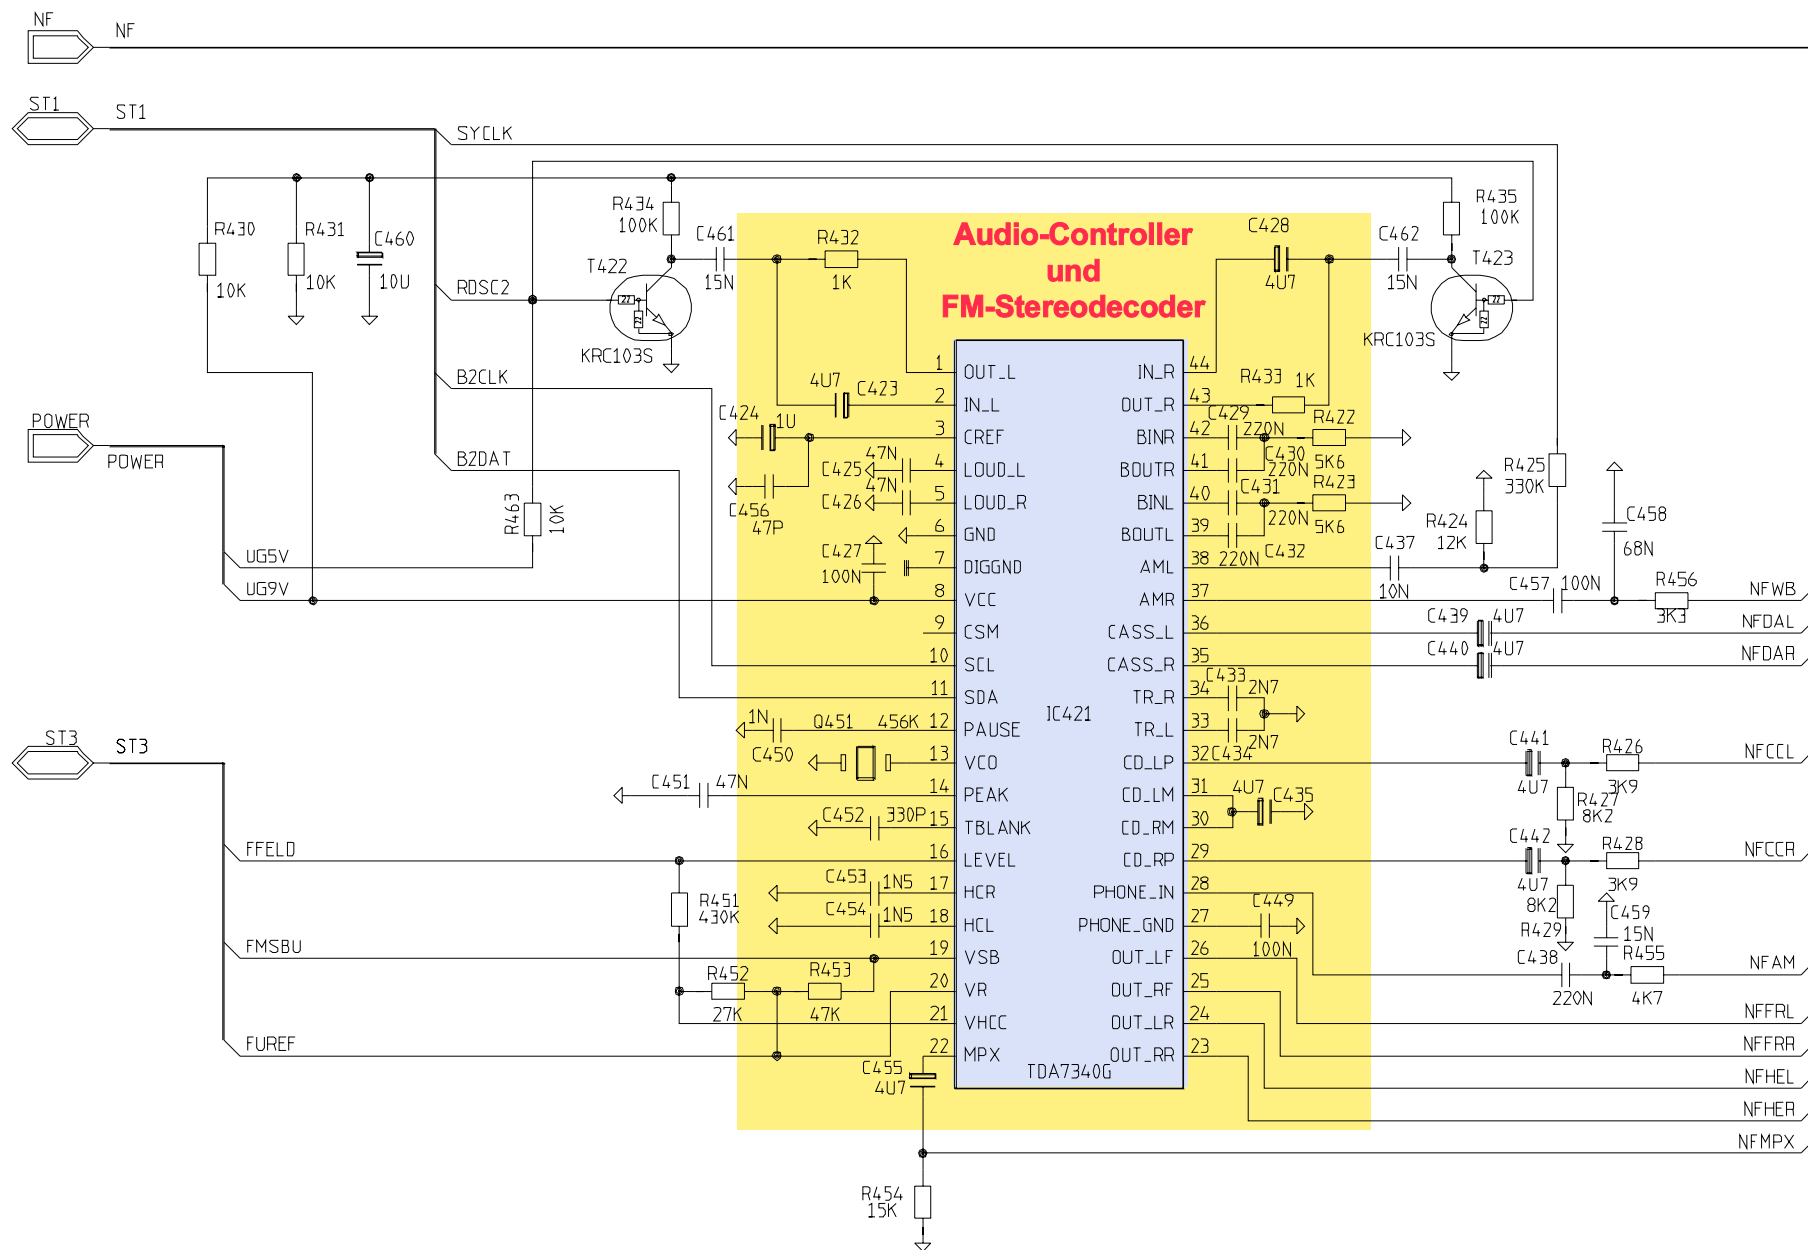 NF
NF
ST1
ST1
SYCLK
R430
10K
R431
10K
C460
10U
R434
100K
C461
15N
R432
1K
Audio-Controller
und
FM-Stereodecoder
C428
4U7
C462
15N
R435
100K
T422
T423
22
22
22
22
KRC103S
KRC103S
RDSC2
B2CLK
B2DAT
POWER
POWER
UG5V
UG9V
R463
10K
4U7
C423
C424
1U
C456
47P
47N
C425
47N
C426
C427
100N
1N
C450
Q451
456K
C451
47N
C452
330P
C453
1N5
C454
1N5
ST3
ST3
FFELD
FMSBU
FUREF
R451
430K
R452
27K
R453
47K
C455
4U7
R454
15K
1 OUT_L
2 IN_L
3 CREF
4 LOUD_L
5 LOUD_R
6 GND
7 DIGGND
8 VCC
9 CSM
10 SCL
11 SDA
12 PAUSE
13 VCO
14 PEAK
15 TBLANK
16 LEVEL
17 HCR
18 HCL
19 VSB
20 VR
21 VHCC
22 MPX
IC421
TDA7340G
IN_R 44
OUT_R 43
BINR 42
BOUTR 41
BINL 40
BOUTL 39
AML 38
AMR 37
CASS_L 36
CASS_R 35
TR_R 34
TR_L 33
CD_LP 32
CD_LM 31
CD_RM 30
CD_RP 29
PHONE_IN 28
PHONE_GND 27
OUT_LF 26
OUT_RF 25
OUT_LR 24
OUT_RR 23
R433
1K
C429
220N
R422
5K6
C430
220N
C431
220N
R423
5K6
C432
220N
C437
10N
R424
12K
R425
330K
C458
68N
C457
100N
R456
3K3
C439
4U7
C440
4U7
C433
2N7
C434
2N7
4U7
C435
C449
100N
C441
4U7
R426
3K9
R427
8K2
C442
4U7
R428
3K9
8K2
R429
C459
15N
C438
220N
R455
4K7
NFWB
NFDAL
NFDAR
NFCCL
NFCCR
NFAM
NFFRL
NFFRR
NFHEL
NFHER
NFMPX